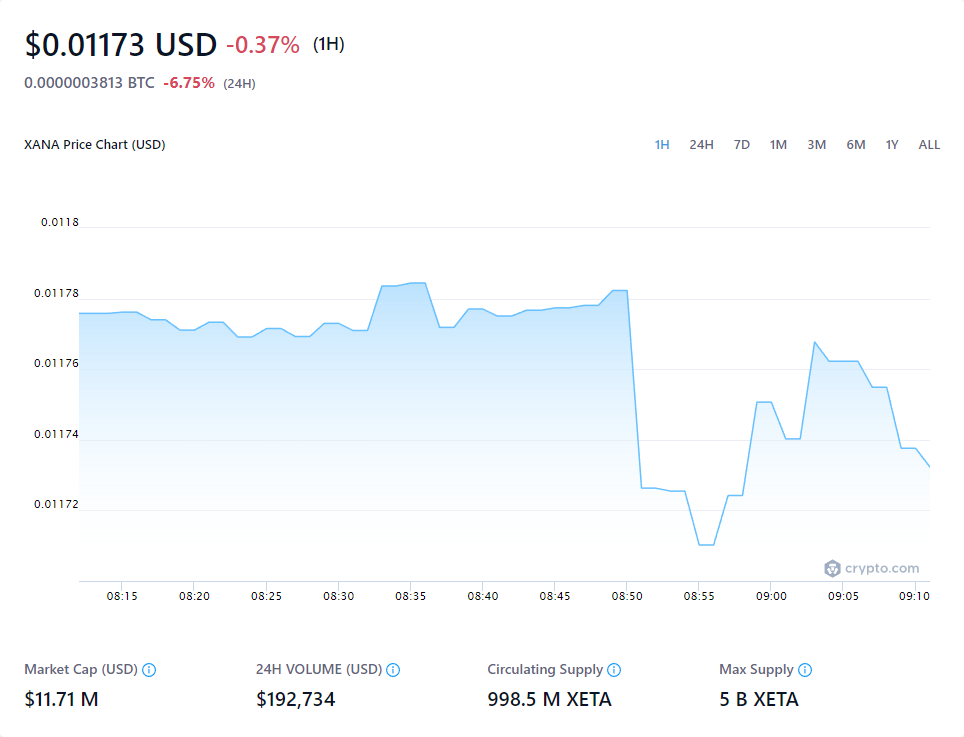 $0.01173 USD -0.37% (1H)
0.0000003813 BTC -6.75% (24H)
XANA Price Chart (USD) 1H 24H 7D 1M 3M 6M 1Y ALL
0.0118
0.01178
0.01176
0.01174
0.01172
crypto.com
08:15 08:20 08:25 08:30 08:35 08:40 08:45 08:50 08:55 09:00 09:05 09:10
Market Cap (USD) 24H VOLUME (USD) Circulating Supply Max Supply
$11.71 M $192,734 998.5 M XETA 5 B XETA